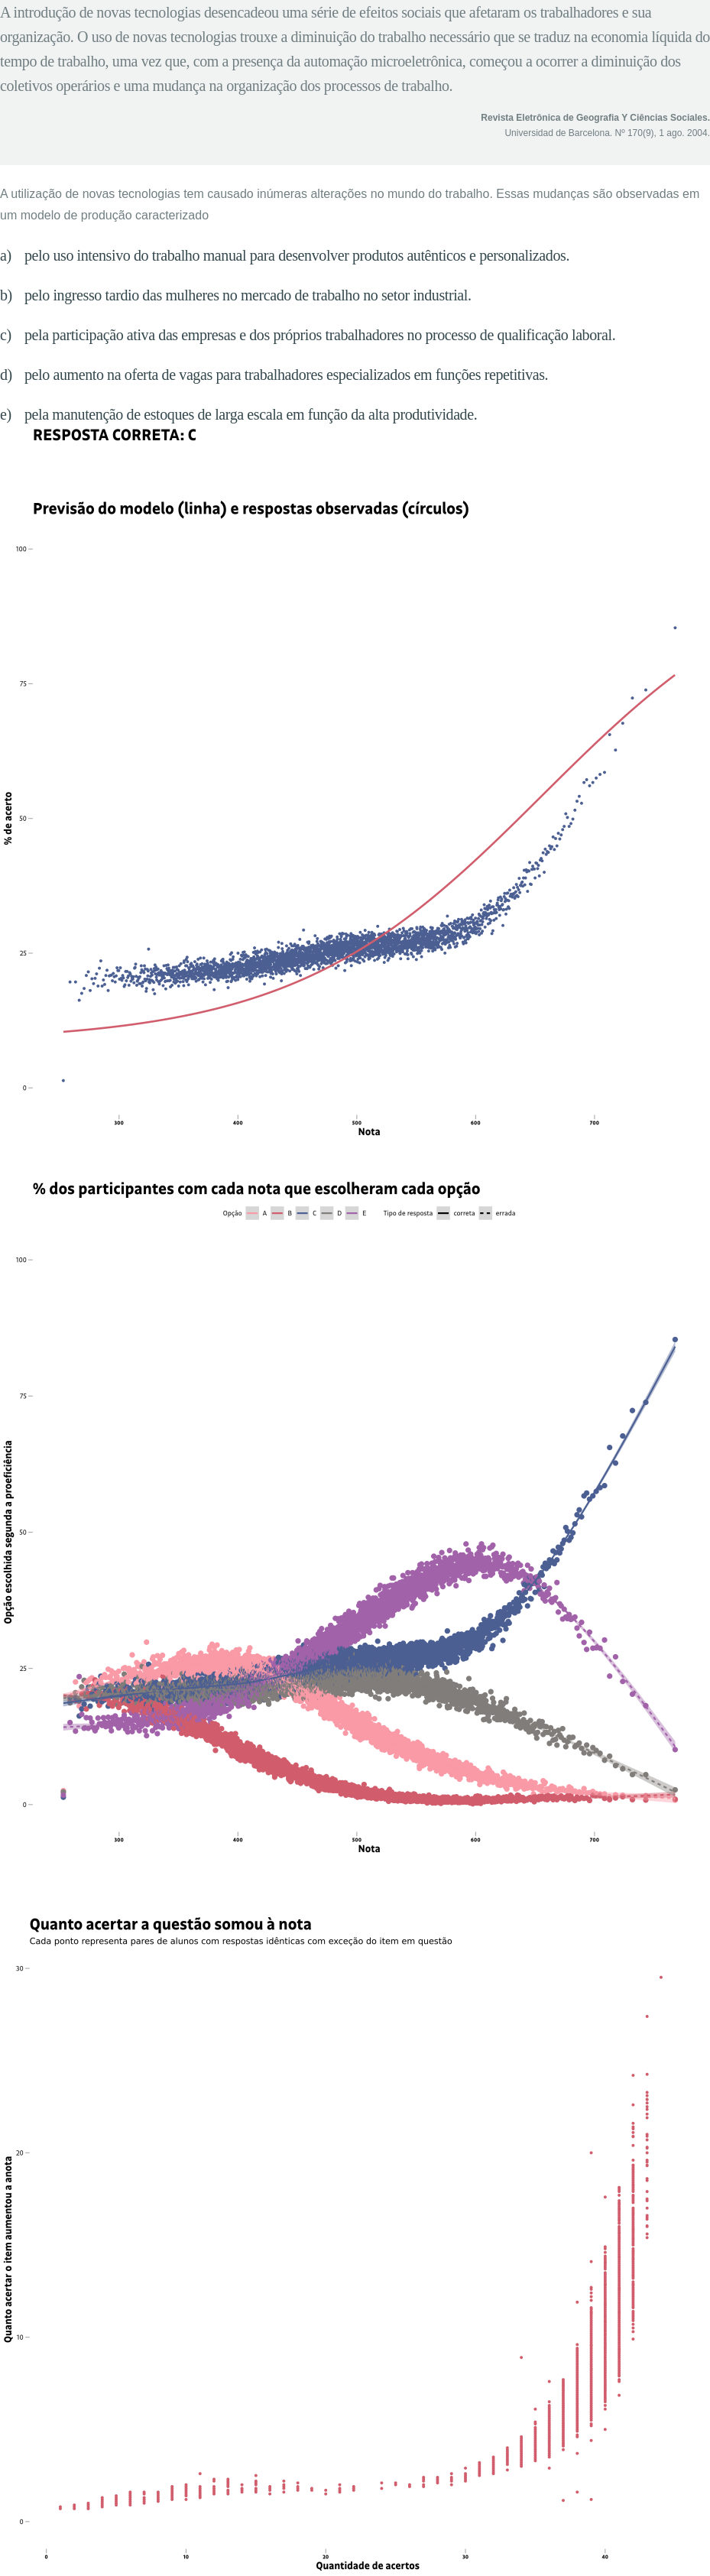 A introdução de novas tecnologias desencadeou uma série de efeitos sociais que afetaram os trabalhadores e sua
organização. O uso de novas tecnologias trouxe a diminuição do trabalho necessário que se traduz na economia líquida do
tempo de trabalho, uma vez que, com a presença da automação microeletrônica, começou a ocorrer a diminuição dos
coletivos operários e uma mudança na organização dos processos de trabalho.
Revista Eletrônica de Geografia Y Ciências Sociales.
Universidad de Barcelona. Nº 170(9), 1 ago. 2004.
A utilização de novas tecnologias tem causado inúmeras alterações no mundo do trabalho. Essas mudanças são observadas em
um modelo de produção caracterizado
a) pelo uso intensivo do trabalho manual para desenvolver produtos autênticos e personalizados.
b) pelo ingresso tardio das mulheres no mercado de trabalho no setor industrial.
c) pela participação ativa das empresas e dos próprios trabalhadores no processo de qualificação laboral.
d) pelo aumento na oferta de vagas para trabalhadores especializados em funções repetitivas.
e) pela manutenção de estoques de larga escala em função da alta produtividade.
RESPOSTA CORRETA: C
Previsão do modelo (linha) e respostas observadas (círculos)
100
75
50
25
0
% de acerto
300 400 500 600 700
Nota
% dos participantes com cada nota que escolheram cada opção
Opção A B C D E Tipo de resposta correta errada
100
75
50
25
0
Opção escolhida segunda a proeficiência
300 400 500 600 700
Nota
Quanto acertar a questão somou à nota
Cada ponto representa pares de alunos com respostas idênticas com exceção do item em questão
30
20
10
0
Quanto acertar o item aumentou a anota
0 10 20 30 40
Quantidade de acertos